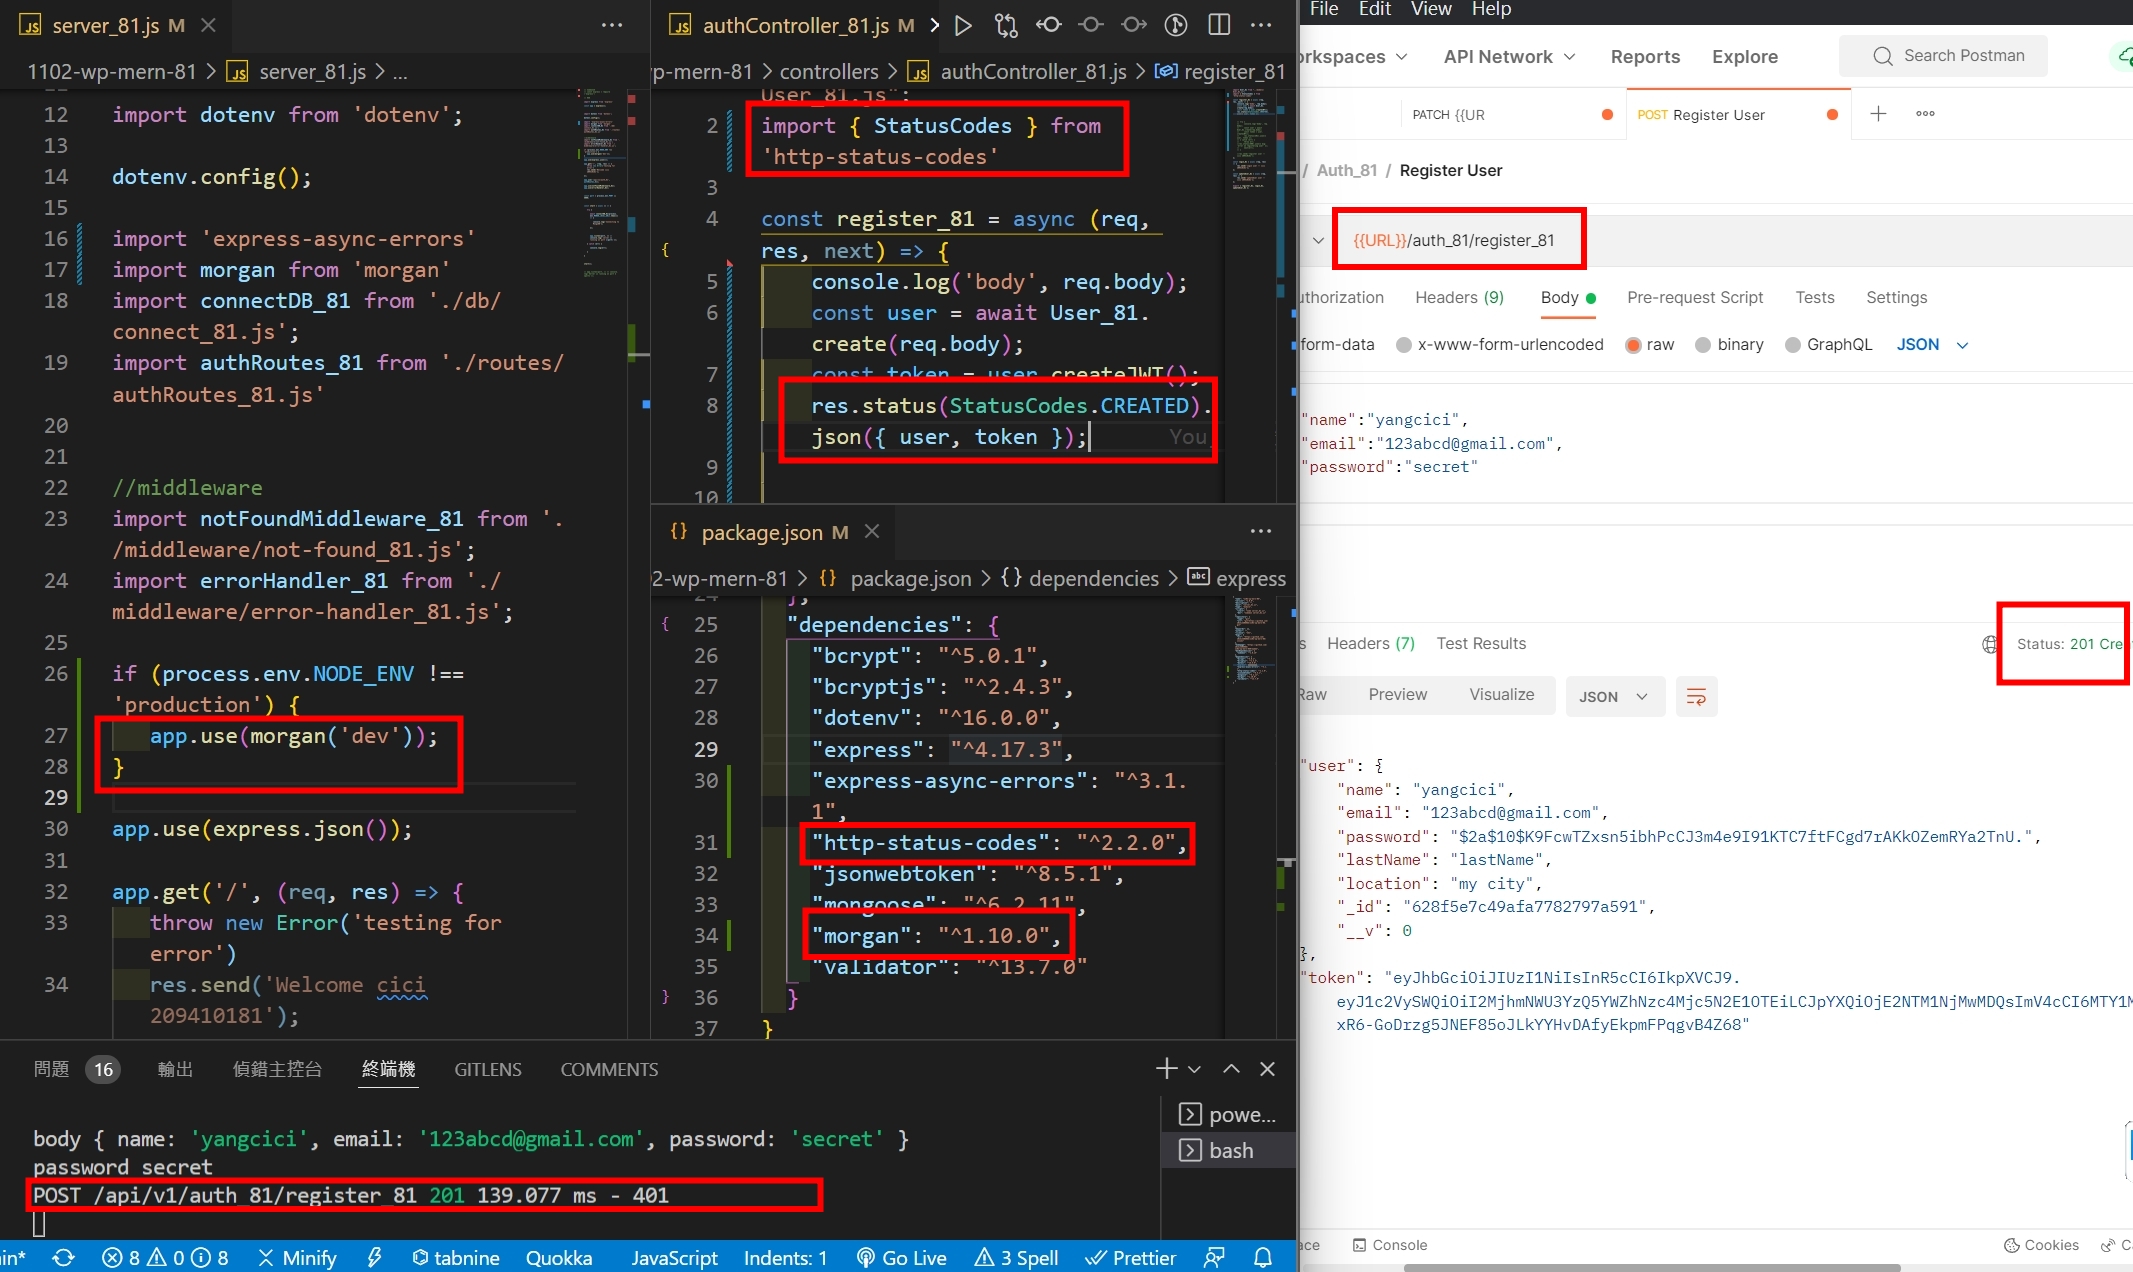 server_81.js M
1102-wp-mern-81 > server_81.js > ...
12 import dotenv from 'dotenv';
13
14 dotenv.config();
15
16 import 'express-async-errors'
17 import morgan from 'morgan'
18 import connectDB_81 from './db/
connect_81.js';
19 import authRoutes_81 from './routes/
authRoutes_81.js'
20
21
22 //middleware
23 import notFoundMiddleware_81 from '.
/middleware/not-found_81.js';
24 import errorHandler_81 from './
middleware/error-handler_81.js';
25
26 if (process.env.NODE_ENV !==
'production') {
27 app.use(morgan('dev'));
28 }
29
30 app.use(express.json());
31
32 app.get('/', (req, res) => {
33 throw new Error('testing for
error')
34 res.send('Welcome cici
209410181');
authController_81.js M
vp-mern-81 > controllers > authController_81.js > register_81
User_81.js";
2 import { StatusCodes } from
'http-status-codes'
3
4 const register_81 = async (req,
res, next) => {
5 console.log('body', req.body);
6 const user = await User_81.
create(req.body);
7 const token = user.createJWT();
8 res.status(StatusCodes.CREATED).
json({ user, token }); You
9
10
package.json M
2-wp-mern-81 > package.json > dependencies > express
24 },
25 "dependencies": {
26 "bcrypt": "^5.0.1",
27 "bcryptjs": "^2.4.3",
28 "dotenv": "^16.0.0",
29 "express": "^4.17.3",
30 "express-async-errors": "^3.1.
1",
31 "http-status-codes": "^2.2.0",
32 "jsonwebtoken": "^8.5.1",
33 "mongoose": "^6.2.11",
34 "morgan": "^1.10.0",
35 "validator": "^13.7.0"
36 }
37 }
問題 16 輸出 偵錯主控台 終端機 GITLENS COMMENTS
powe...
bash
body { name: 'yangcici', email: '123abcd@gmail.com', password: 'secret' }
password secret
POST /api/v1/auth_81/register_81 201 139.077 ms - 401
in* 8 0 8 Minify tabnine Quokka JavaScript Indents: 1 Go Live 3 Spell Prettier
File Edit View Help
orkspaces API Network Reports Explore Search Postman
PATCH {{UR POST Register User
/ Auth_81 / Register User
{{URL}}/auth_81/register_81
uthorization Headers (9) Body Pre-request Script Tests Settings
form-data x-www-form-urlencoded raw binary GraphQL JSON
"name":"yangcici",
"email":"123abcd@gmail.com",
"password":"secret"
s Headers (7) Test Results Status: 201 Cre
Raw Preview Visualize JSON
"user": {
"name": "yangcici",
"email": "123abcd@gmail.com",
"password": "$2a$10$K9FcwTZxsn5ibhPcCJ3m4e9I91KTC7ftFCgd7rAKkOZemRYa2TnU.",
"lastName": "lastName",
"location": "my city",
"_id": "628f5e7c49afa7782797a591",
"__v": 0
},
"token": "eyJhbGciOiJIUzI1NiIsInR5cCI6IkpXVCJ9.
eyJ1c2VySWQiOiI2MjhmNWU3YzQ5YWZhNzc4Mjc5N2E1OTEiLCJpYXQiOjE2NTM1NjMwMDQsImV4cCI6MTY1M
xR6-GoDrzg5JNEF85oJLkYYHvDAfyEkpmFPqgvB4Z68"
ace Console Cookies C